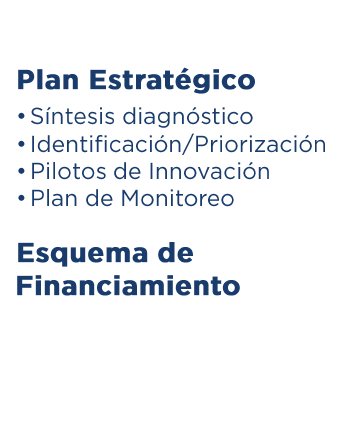 Plan Estratégico
• Síntesis diagnóstico
• Identificación/Priorización
• Pilotos de Innovación
• Plan de Monitoreo
Esquema de
Financiamiento